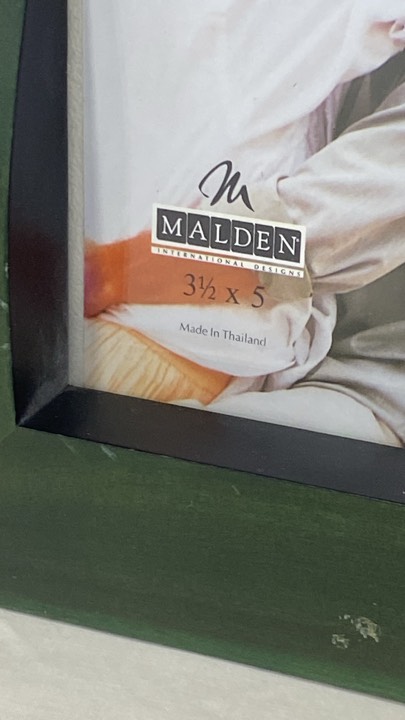 m
MALDEN®
INTERNATIONAL DESIGNS
3½ x 5
Made In Thailand